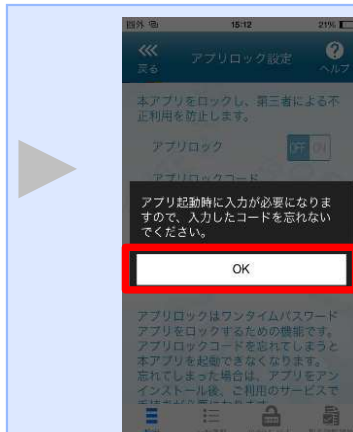 圏外
15:12
21%
戻る
アプリロック設定
ヘルプ
本アプリをロックし、第三者による不
正利用を防止します。
アプリロック
OFF ON
アプリロックコード
アプリ起動時に入力が必要になりま
すので、入力したコードを忘れない
でください。
OK
アプリロックはワンタイムパスワード
アプリをロックするための機能です。
アプリロックコードを忘れてしまうと
本アプリを起動できなくなります。
忘れてしまった場合は、アプリをアン
インストール後、ご利用のサービスで